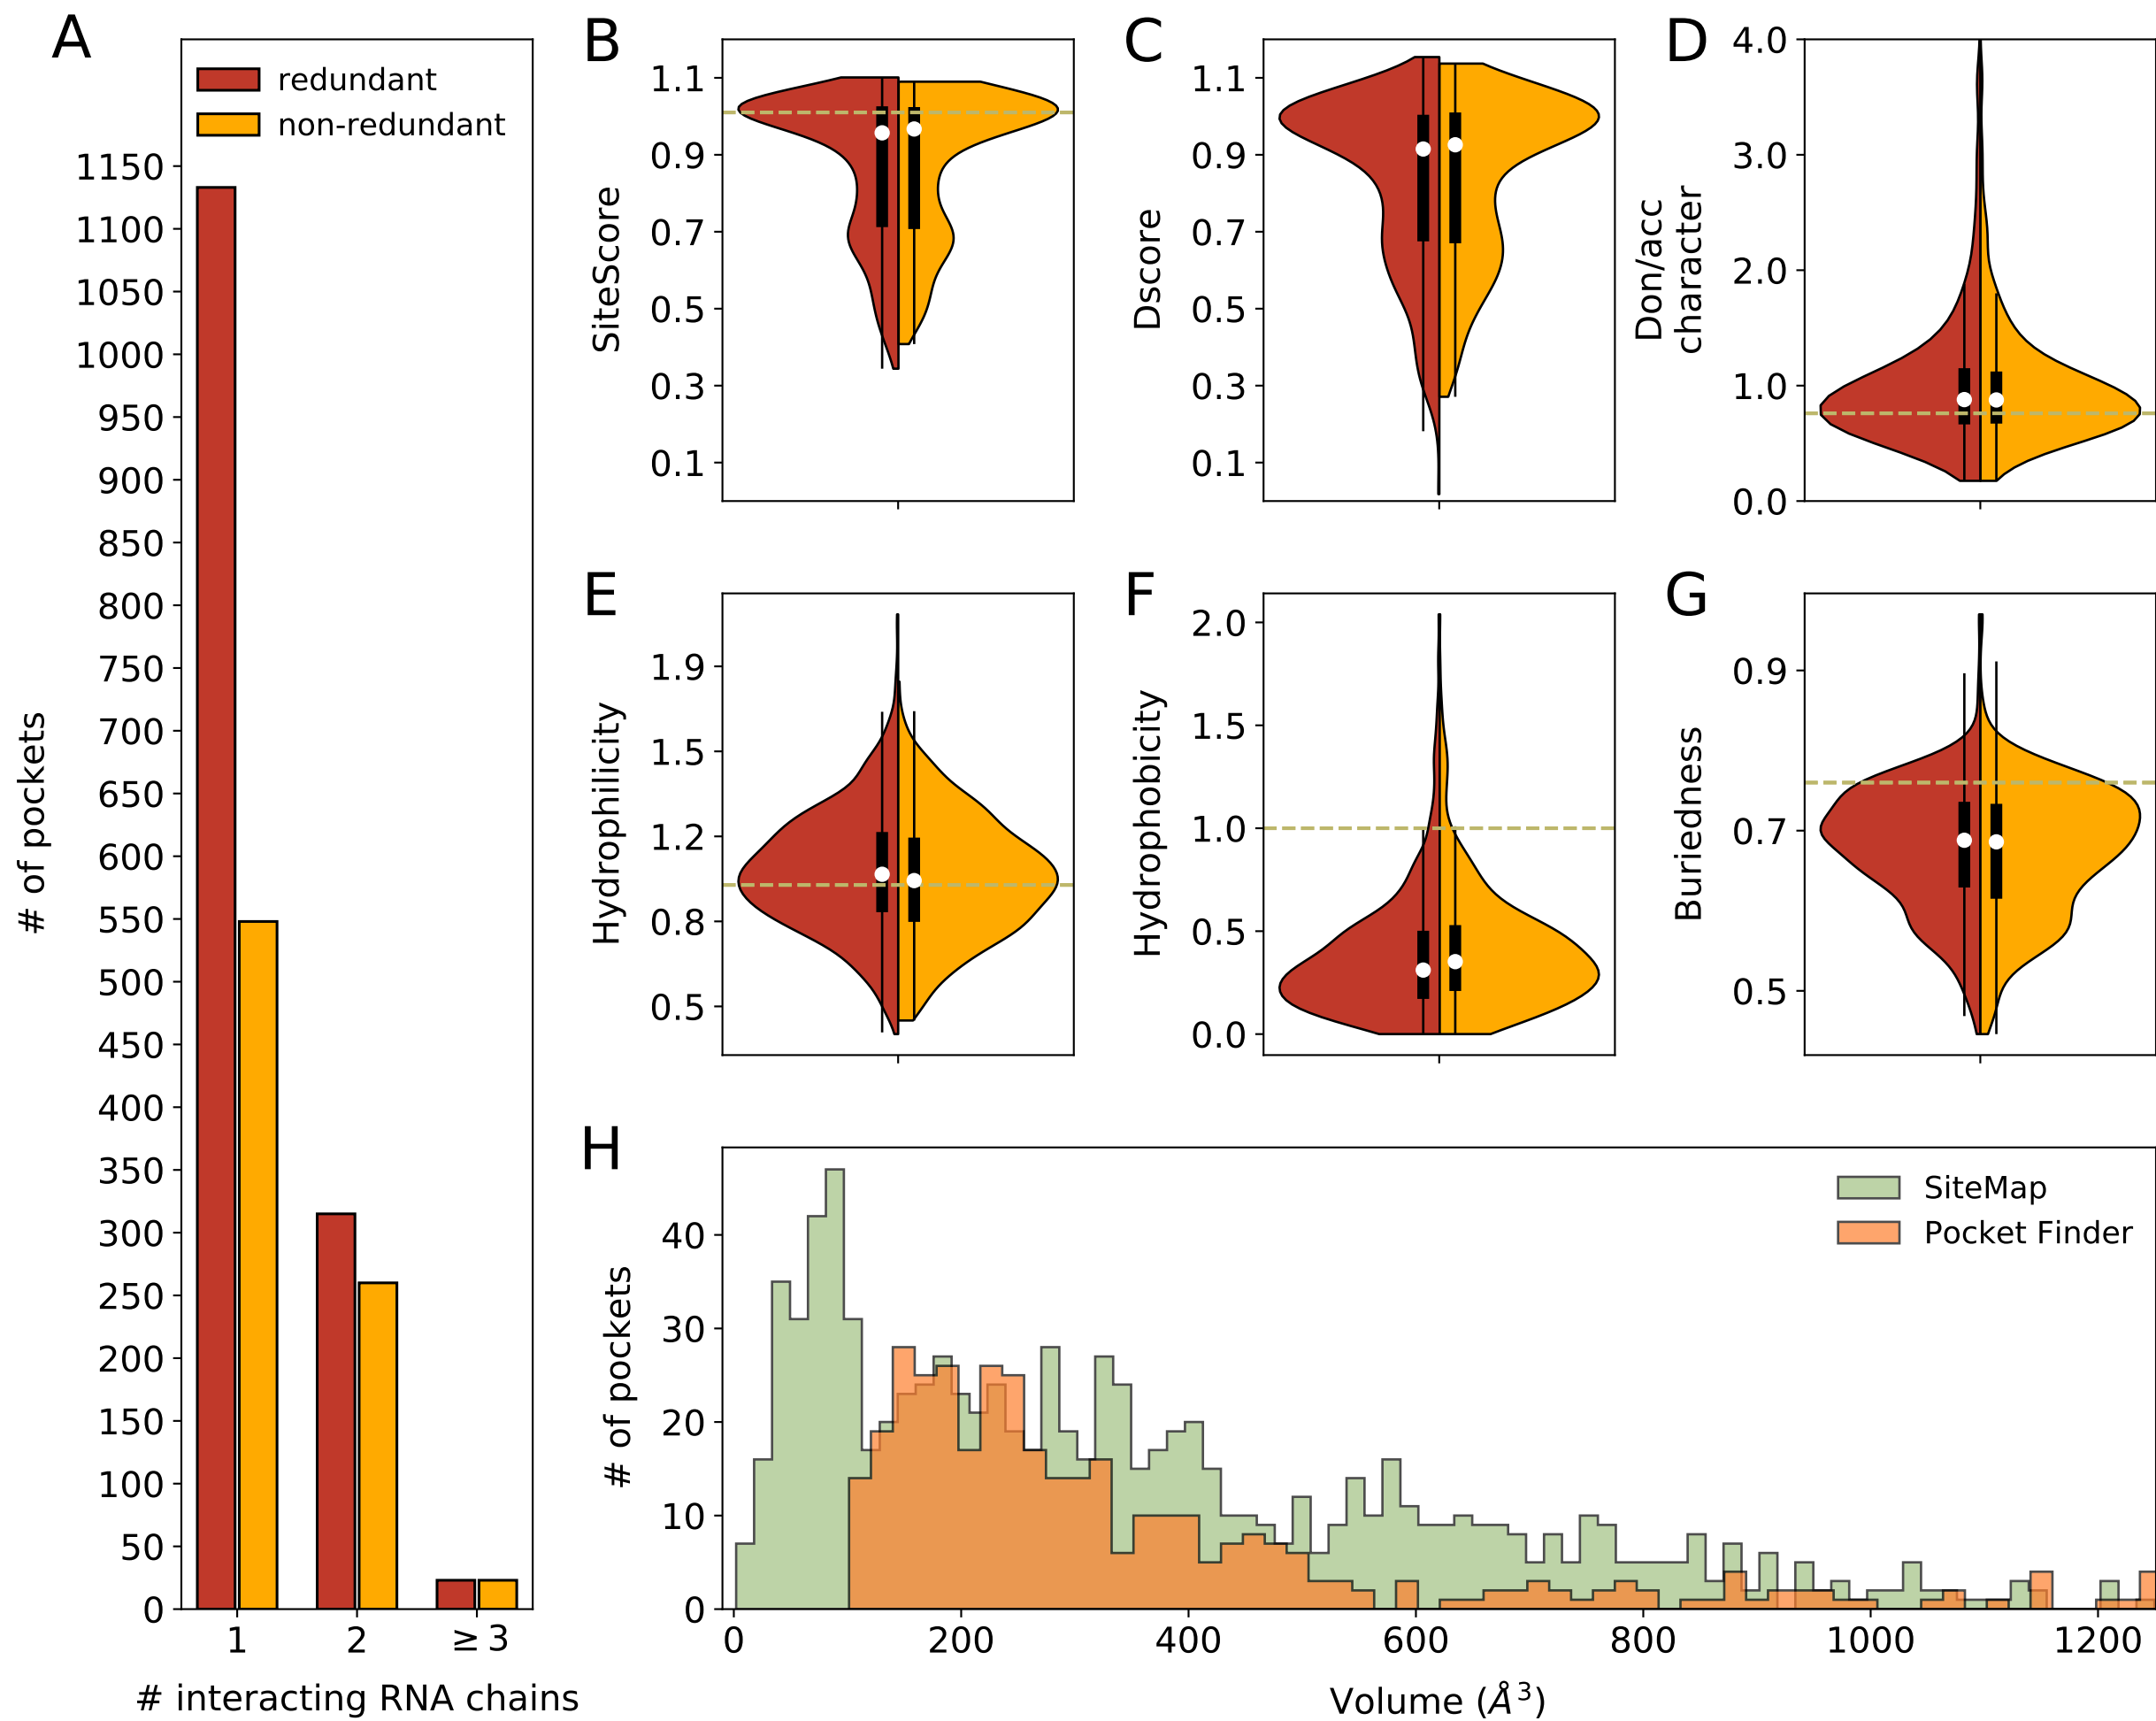 A
redundant
non-redundant
1150
1100
1050
1000
950
900
850
800
750
700
650
600
550
500
450
400
350
300
250
200
150
100
50
0
# of pockets
1 2 ≥3
# interacting RNA chains
B
SiteScore
1.1
0.9
0.7
0.5
0.3
0.1
C
Dscore
1.1
0.9
0.7
0.5
0.3
0.1
D
Don/acc
character
4.0
3.0
2.0
1.0
0.0
E
Hydrophilicity
1.9
1.5
1.2
0.8
0.5
F
Hydrophobicity
2.0
1.5
1.0
0.5
0.0
G
Buriedness
0.9
0.7
0.5
H
SiteMap
Pocket Finder
# of pockets
40
30
20
10
0
0 200 400 600 800 1000 1200
Volume (Å³)